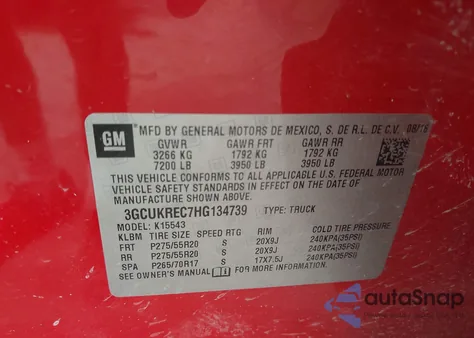 GM
MFD BY GENERAL MOTORS DE MEXICO, S. DE R.L. DE C.V. 08/16
GVWR GAWR FRT GAWR RR
3266 KG 1792 KG 1792 KG
7200 LB 3950 LB 3950 LB
THIS VEHICLE CONFORMS TO ALL APPLICABLE U.S. FEDERAL MOTOR
VEHICLE SAFETY STANDARDS IN EFFECT ON THE DATE OF
MANUFACTURE SHOWN ABOVE.
3GCUKREC7HG134739 TYPE: TRUCK
MODEL: K15543
KLBM TIRE SIZE SPEED RTG RIM COLD TIRE PRESSURE
FRT P275/55R20 S 20X9J 240KPA(35PSI)
RR P275/55R20 S 20X9J 240KPA(35PSI)
SPA P265/70R17 S 17X7.5J 240KPA(35PSI)
SEE OWNER'S MANUAL FOR MORE INFORMATION
autoSnap